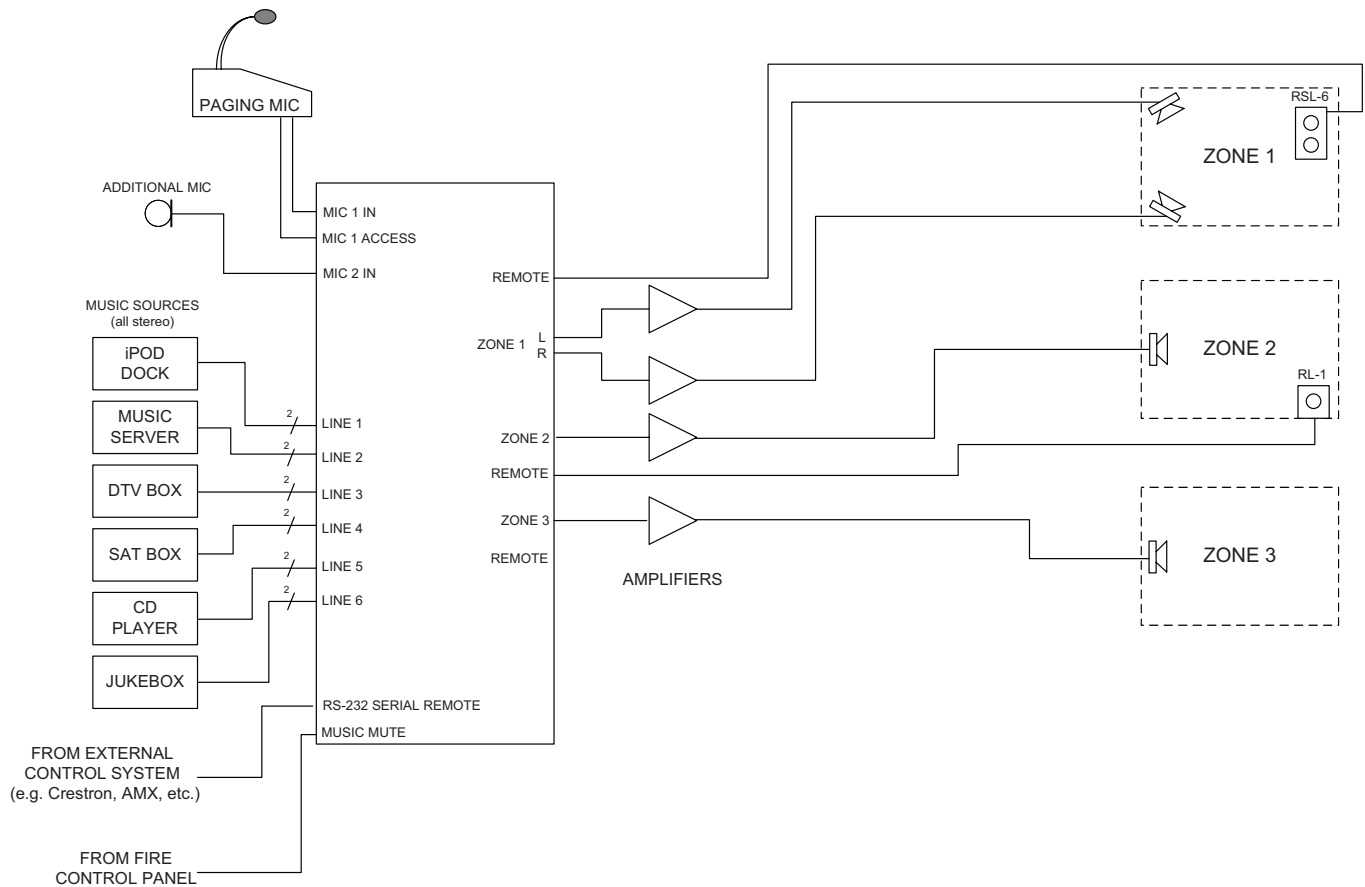 PAGING MIC
ADDITIONAL MIC
MUSIC SOURCES
(all stereo)
iPOD
DOCK
MUSIC
SERVER
DTV BOX
SAT BOX
CD
PLAYER
JUKEBOX
FROM EXTERNAL
CONTROL SYSTEM
(e.g. Crestron, AMX, etc.)
FROM FIRE
CONTROL PANEL
2
2
2
2
2
2
MIC 1 IN
MIC 1 ACCESS
MIC 2 IN
LINE 1
LINE 2
LINE 3
LINE 4
LINE 5
LINE 6
RS-232 SERIAL REMOTE
MUSIC MUTE
REMOTE
ZONE 1 L
R
ZONE 2
REMOTE
ZONE 3
REMOTE
AMPLIFIERS
RSL-6
ZONE 1
ZONE 2
RL-1
ZONE 3